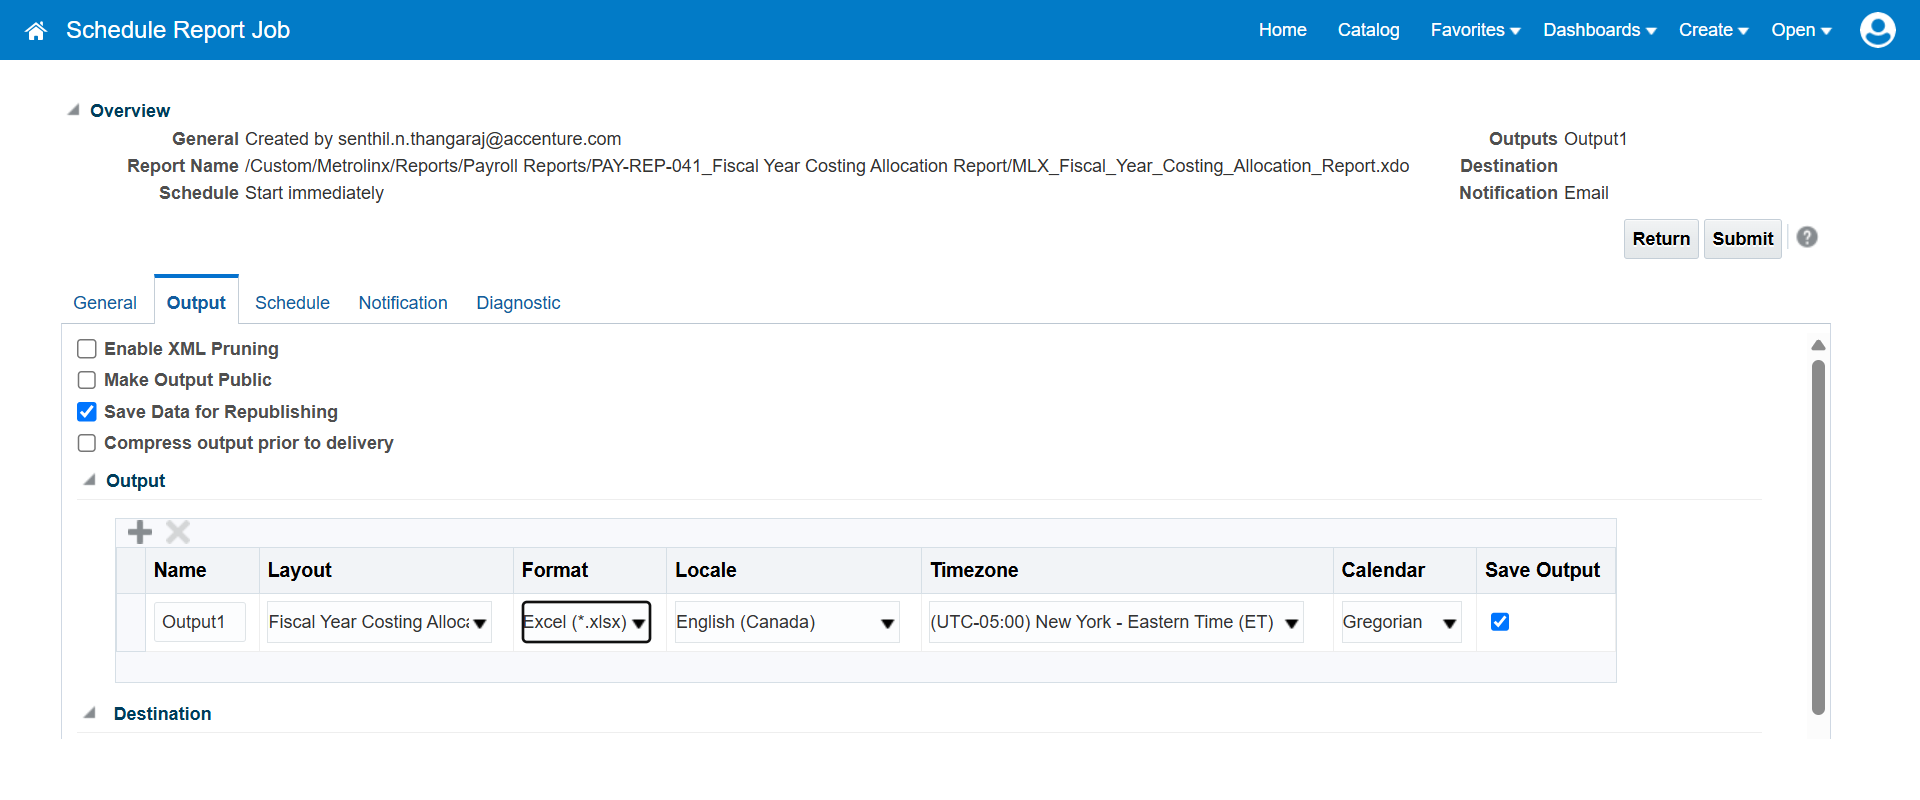 Schedule Report Job
Home Catalog Favorites Dashboards Create Open
Overview
General Created by senthil.n.thangaraj@accenture.com
Outputs Output1
Report Name /Custom/Metrolinx/Reports/Payroll Reports/PAY-REP-041_Fiscal Year Costing Allocation Report/MLX_Fiscal_Year_Costing_Allocation_Report.xdo
Destination
Schedule Start immediately
Notification Email
Return Submit ?
General Output Schedule Notification Diagnostic
Enable XML Pruning
Make Output Public
Save Data for Republishing
Compress output prior to delivery
Output
Name Layout Format Locale Timezone Calendar Save Output
Output1 Fiscal Year Costing Alloca Excel (*.xlsx) English (Canada) (UTC-05:00) New York - Eastern Time (ET) Gregorian
Destination